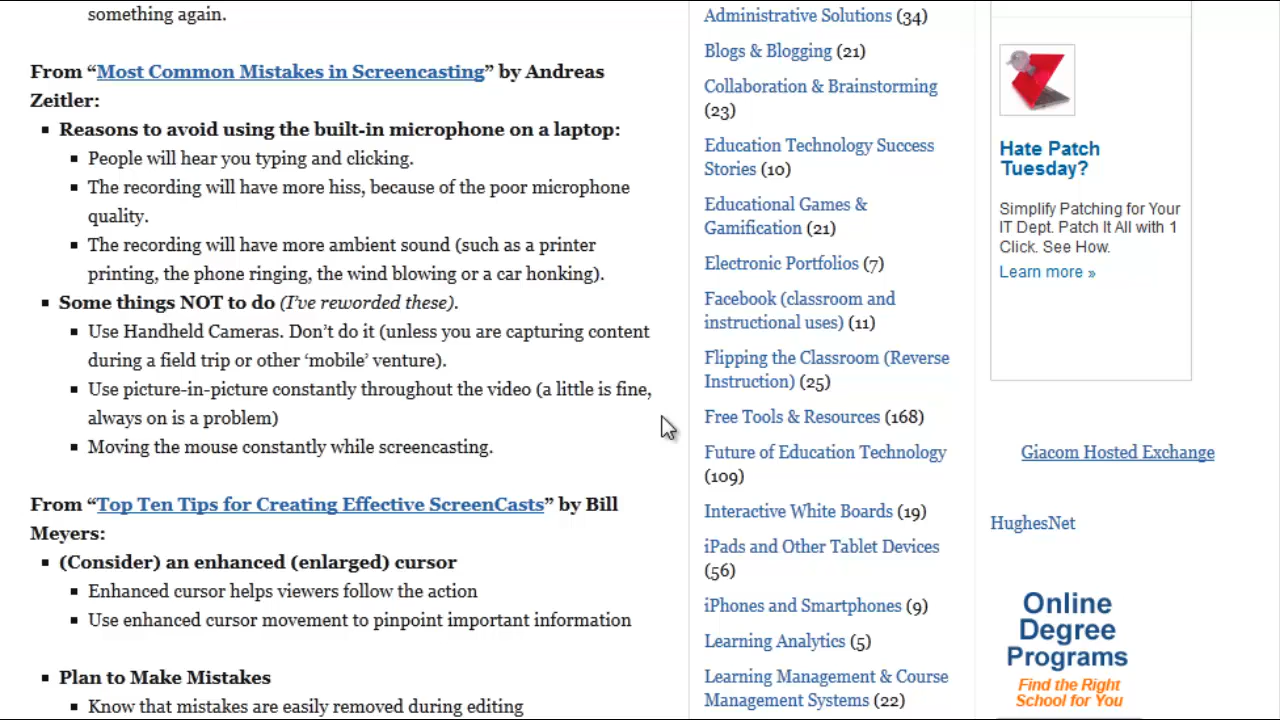 something again.
From “Most Common Mistakes in Screencasting” by Andreas
Zeitler:
▪ Reasons to avoid using the built-in microphone on a laptop:
▪ People will hear you typing and clicking.
▪ The recording will have more hiss, because of the poor microphone
quality.
▪ The recording will have more ambient sound (such as a printer
printing, the phone ringing, the wind blowing or a car honking).
▪ Some things NOT to do (I’ve reworded these).
▪ Use Handheld Cameras. Don’t do it (unless you are capturing content
during a field trip or other ‘mobile’ venture).
▪ Use picture-in-picture constantly throughout the video (a little is fine,
always on is a problem)
▪ Moving the mouse constantly while screencasting.
From “Top Ten Tips for Creating Effective ScreenCasts” by Bill
Meyers:
▪ (Consider) an enhanced (enlarged) cursor
▪ Enhanced cursor helps viewers follow the action
▪ Use enhanced cursor movement to pinpoint important information
▪ Plan to Make Mistakes
▪ Know that mistakes are easily removed during editing
Administrative Solutions (34)
Blogs & Blogging (21)
Collaboration & Brainstorming
(23)
Education Technology Success
Stories (10)
Educational Games &
Gamification (21)
Electronic Portfolios (7)
Facebook (classroom and
instructional uses) (11)
Flipping the Classroom (Reverse
Instruction) (25)
Free Tools & Resources (168)
Future of Education Technology
(109)
Interactive White Boards (19)
iPads and Other Tablet Devices
(56)
iPhones and Smartphones (9)
Learning Analytics (5)
Learning Management & Course
Management Systems (22)
Hate Patch
Tuesday?
Simplify Patching for Your
IT Dept. Patch It All with 1
Click. See How.
Learn more »
Giacom Hosted Exchange
HughesNet
Online
Degree
Programs
Find the Right
School for You